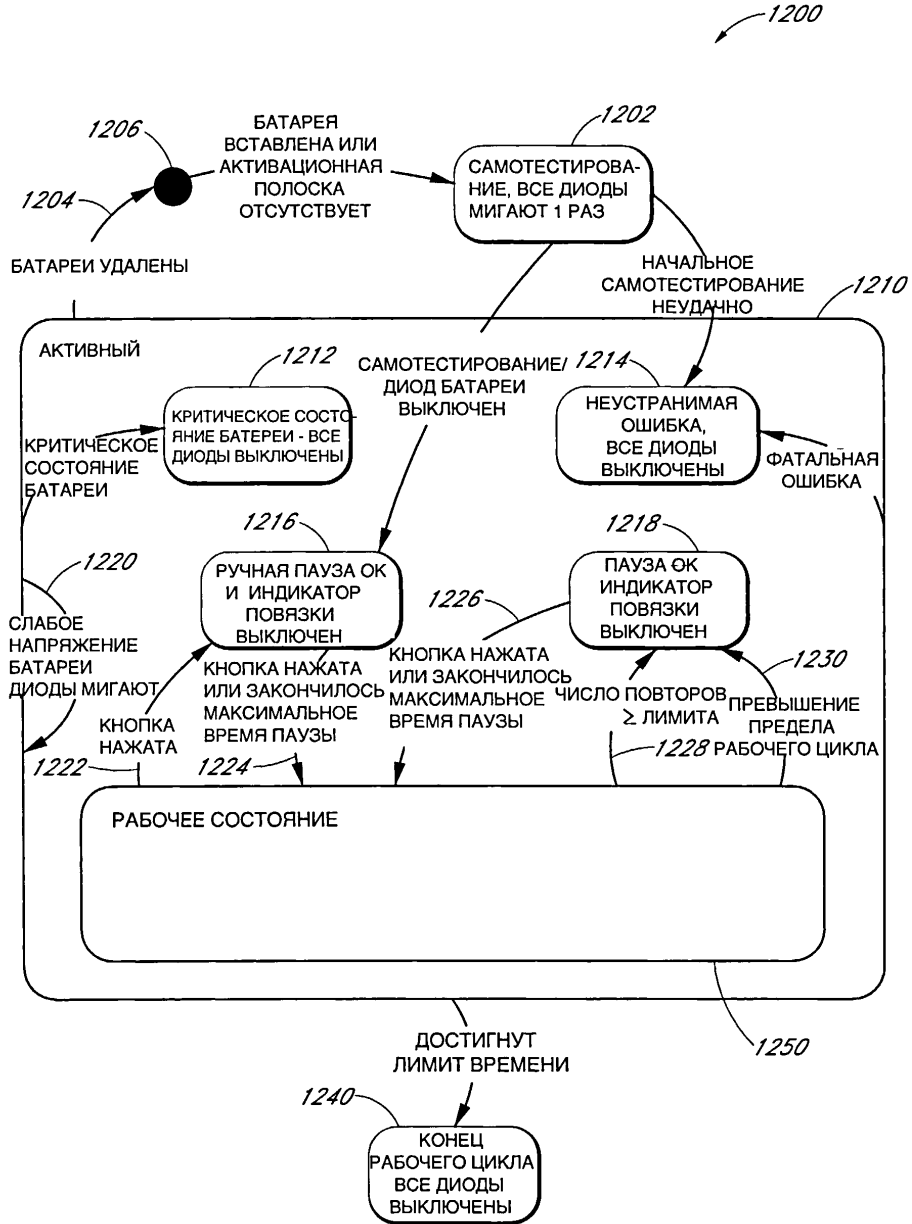 1200
1206
БАТАРЕЯ
ВСТАВЛЕНА ИЛИ
АКТИВАЦИОННАЯ
ПОЛОСКА
ОТСУТСТВУЕТ
1202
САМОТЕСТИРОВА-
НИЕ, ВСЕ ДИОДЫ
МИГАЮТ 1 РАЗ
1204
БАТАРЕИ УДАЛЕНЫ
НАЧАЛЬНОЕ
САМОТЕСТИРОВАНИЕ
НЕУДАЧНО
1210
АКТИВНЫЙ
1212
КРИТИЧЕСКОЕ СОСТО-
ЯНИЕ БАТЕРЕИ - ВСЕ
ДИОДЫ ВЫКЛЮЧЕНЫ
САМОТЕСТИРОВАНИЕ/
ДИОД БАТАРЕИ
ВЫКЛЮЧЕН
1214
НЕУСТРАНИМАЯ
ОШИБКА,
ВСЕ ДИОДЫ
ВЫКЛЮЧЕНЫ
КРИТИЧЕСКОЕ
СОСТОЯНИЕ
БАТАРЕИ
ФАТАЛЬНАЯ
ОШИБКА
1216
РУЧНАЯ ПАУЗА ОК
И ИНДИКАТОР
ПОВЯЗКИ
ВЫКЛЮЧЕН
1218
ПАУЗА ОК
ИНДИКАТОР
ПОВЯЗКИ
ВЫКЛЮЧЕН
1220
СЛАБОЕ
НАПРЯЖЕНИЕ
БАТАРЕИ
ДИОДЫ МИГАЮТ
1226
КНОПКА
НАЖАТА
1222
КНОПКА НАЖАТА
ИЛИ ЗАКОНЧИЛОСЬ
МАКСИМАЛЬНОЕ
ВРЕМЯ ПАУЗЫ
1224
КНОПКА НАЖАТА
ИЛИ ЗАКОНЧИЛОСЬ
МАКСИМАЛЬНОЕ
ВРЕМЯ ПАУЗЫ
ЧИСЛО ПОВТОРОВ
≥ ЛИМИТА
1228
1230
ПРЕВЫШЕНИЕ
ПРЕДЕЛА
РАБОЧЕГО ЦИКЛА
РАБОЧЕЕ СОСТОЯНИЕ
1250
ДОСТИГНУТ
ЛИМИТ ВРЕМЕНИ
1240
КОНЕЦ
РАБОЧЕГО ЦИКЛА
ВСЕ ДИОДЫ
ВЫКЛЮЧЕНЫ